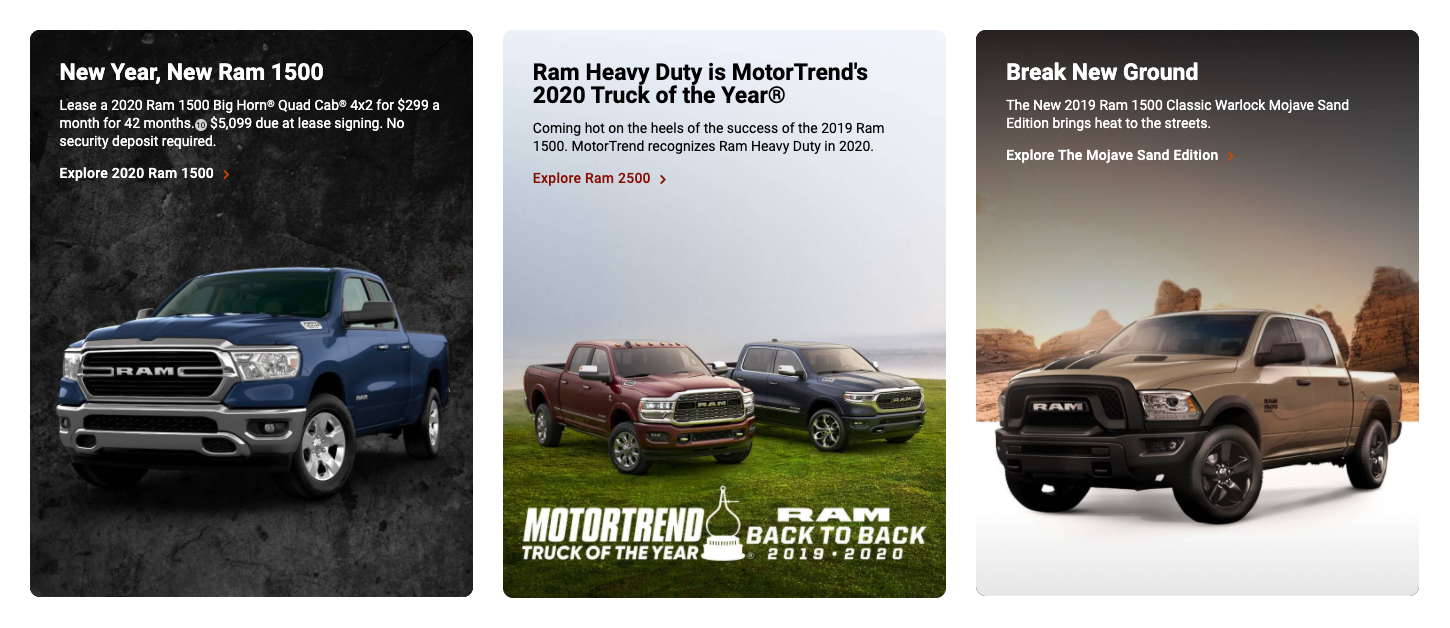 New Year, New Ram 1500
Lease a 2020 Ram 1500 Big Horn® Quad Cab® 4x2 for $299 a
month for 42 months.⑩ $5,099 due at lease signing. No
security deposit required.
Explore 2020 Ram 1500 >
RAM
Ram Heavy Duty is MotorTrend's
2020 Truck of the Year®
Coming hot on the heels of the success of the 2019 Ram
1500. MotorTrend recognizes Ram Heavy Duty in 2020.
Explore Ram 2500 >
RAM
RAM
MOTORTREND
TRUCK OF THE YEAR®
RAM
BACK TO BACK
2019 • 2020
Break New Ground
The New 2019 Ram 1500 Classic Warlock Mojave Sand
Edition brings heat to the streets.
Explore The Mojave Sand Edition >
RAM